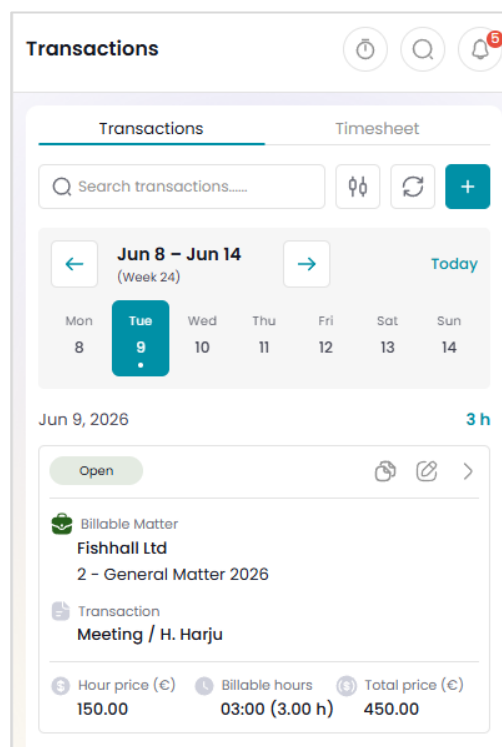 Transactions
5
Transactions Timesheet
Search transactions......
+
Jun 8 – Jun 14
(Week 24)
Today
Mon Tue Wed Thu Fri Sat Sun
8 9 10 11 12 13 14
Jun 9, 2026 3 h
Open
Billable Matter
Fishhall Ltd
2 - General Matter 2026
Transaction
Meeting / H. Harju
Hour price (€) Billable hours Total price (€)
150.00 03:00 (3.00 h) 450.00